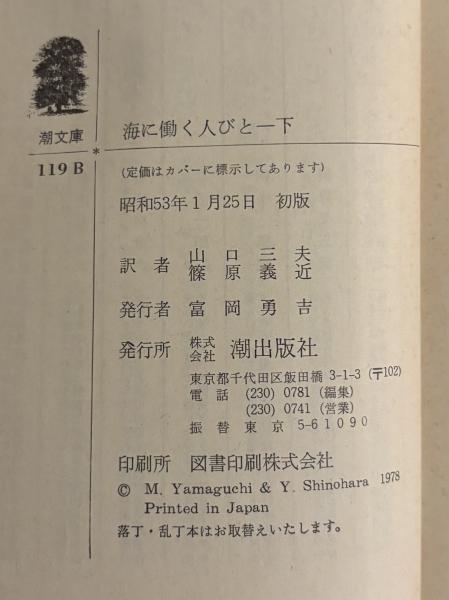 潮文庫
119B
海に働く人びと―下
*
(定価はカバーに標示してあります)
昭和53年1月25日 初版
訳者 山口三夫
篠原義近
発行者 富岡勇吉
発行所 株式会社 潮出版社
東京都千代田区飯田橋 3-1-3 (〒102)
電話 (230) 0781 (編集)
(230) 0741 (営業)
振替東京 5-61090
印刷所 図書印刷株式会社
© M. Yamaguchi & Y. Shinohara 1978
Printed in Japan
落丁・乱丁本はお取替えいたします。